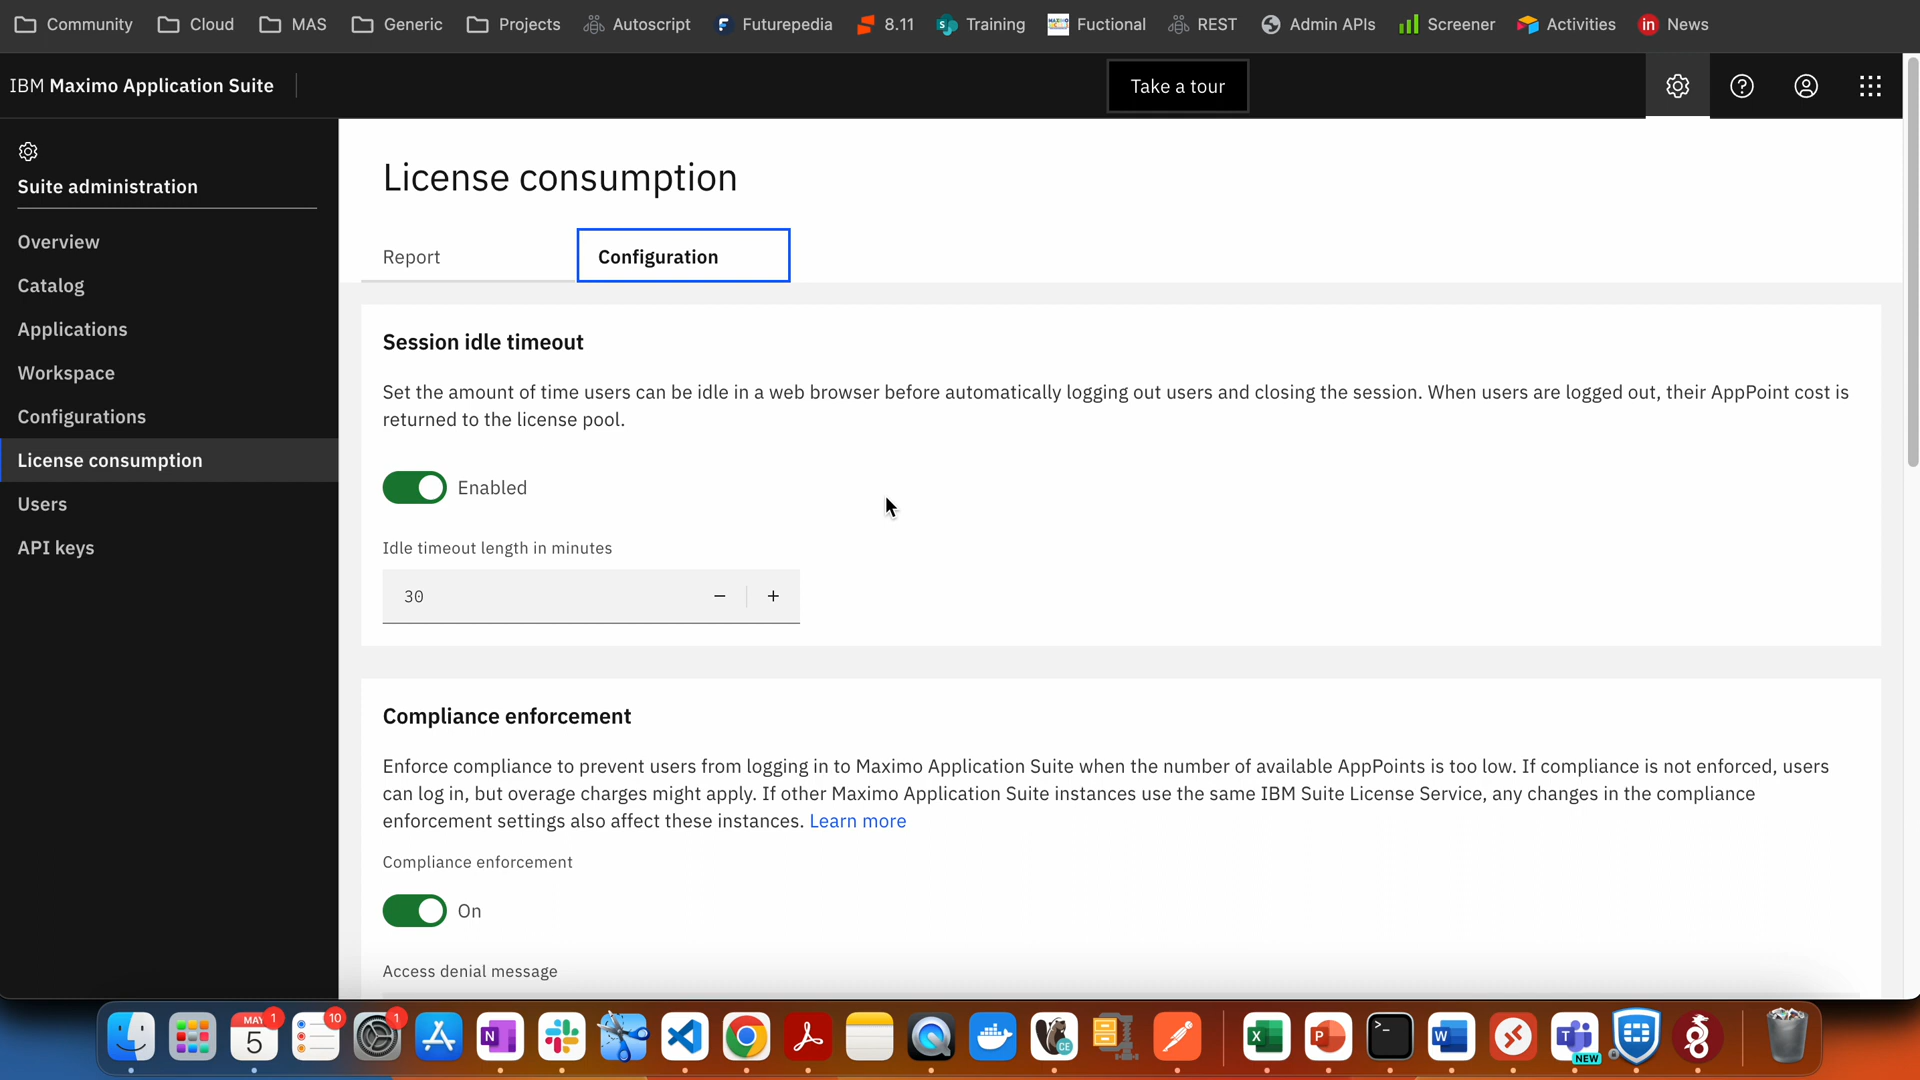 Community
Cloud
MAS
Generic
Projects
Autoscript
Futurepedia
8.11
Training
Fuctional
REST
Admin APIs
Screener
Activities
News
IBM Maximo Application Suite
Take a tour
Suite administration
Overview
Catalog
Applications
Workspace
Configurations
License consumption
Users
API keys
License consumption
Report
Configuration
Session idle timeout
Set the amount of time users can be idle in a web browser before automatically logging out users and closing the session. When users are logged out, their AppPoint cost is
returned to the license pool.
Enabled
Idle timeout length in minutes
30
Compliance enforcement
Enforce compliance to prevent users from logging in to Maximo Application Suite when the number of available AppPoints is too low. If compliance is not enforced, users
can log in, but overage charges might apply. If other Maximo Application Suite instances use the same IBM Suite License Service, any changes in the compliance
enforcement settings also affect these instances. Learn more
Compliance enforcement
On
Access denial message
MAY
5
1
10
1
N
CE
X
P
W
T
NEW